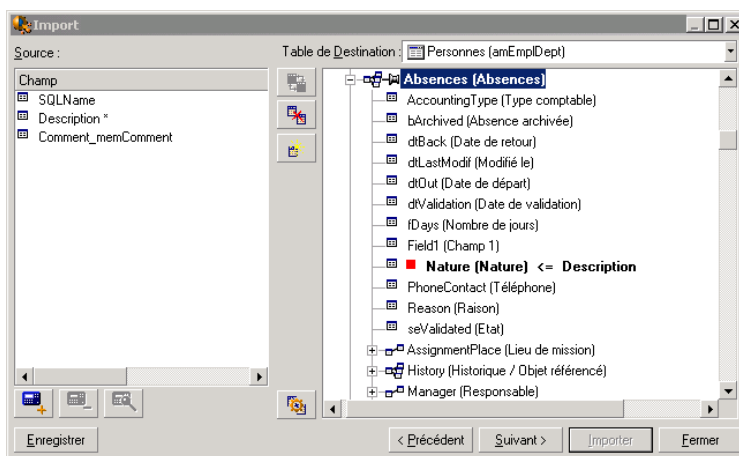 Import
Source :
Table de Destination : Personnes (amEmplDept)
Champ
SQLName
Description *
Comment_memComment
Absences (Absences)
AccountingType (Type comptable)
bArchived (Absence archivée)
dtBack (Date de retour)
dtLastModif (Modifié le)
dtOut (Date de départ)
dtValidation (Date de validation)
fDays (Nombre de jours)
Field1 (Champ 1)
Nature (Nature) <= Description
PhoneContact (Téléphone)
Reason (Raison)
seValidated (Etat)
AssignmentPlace (Lieu de mission)
History (Historique / Objet référencé)
Manager (Responsable)
Enregistrer
< Précédent
Suivant >
Importer
Fermer